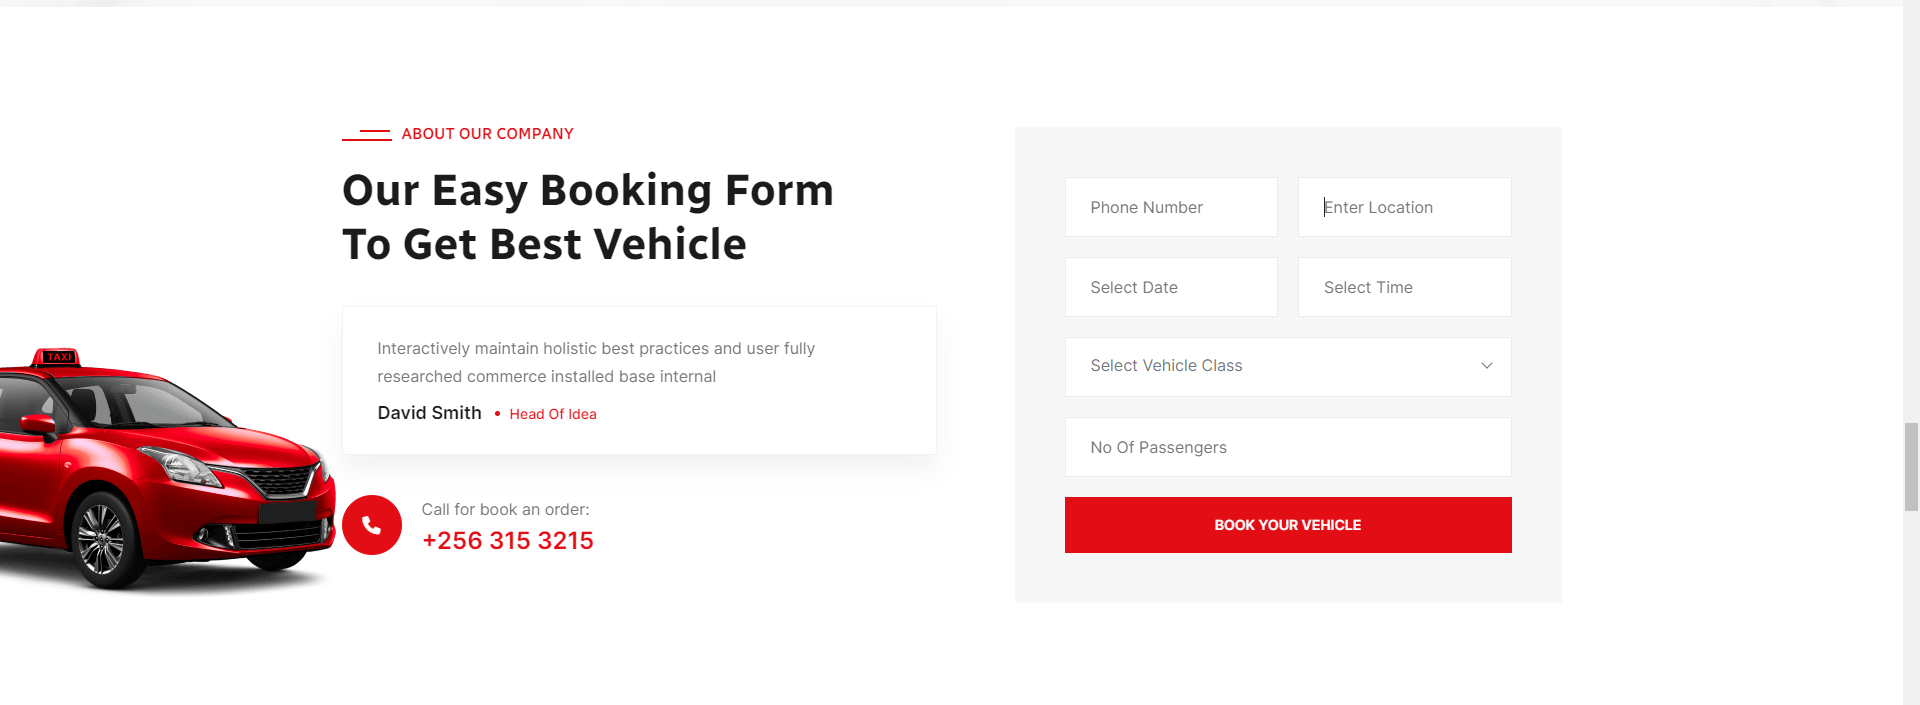 ABOUT OUR COMPANY
Our Easy Booking Form
To Get Best Vehicle
Interactively maintain holistic best practices and user fully
researched commerce installed base internal
David Smith • Head Of Idea
TAXI
Call for book an order:
+256 315 3215
Phone Number
Enter Location
Select Date
Select Time
Select Vehicle Class
No Of Passengers
BOOK YOUR VEHICLE